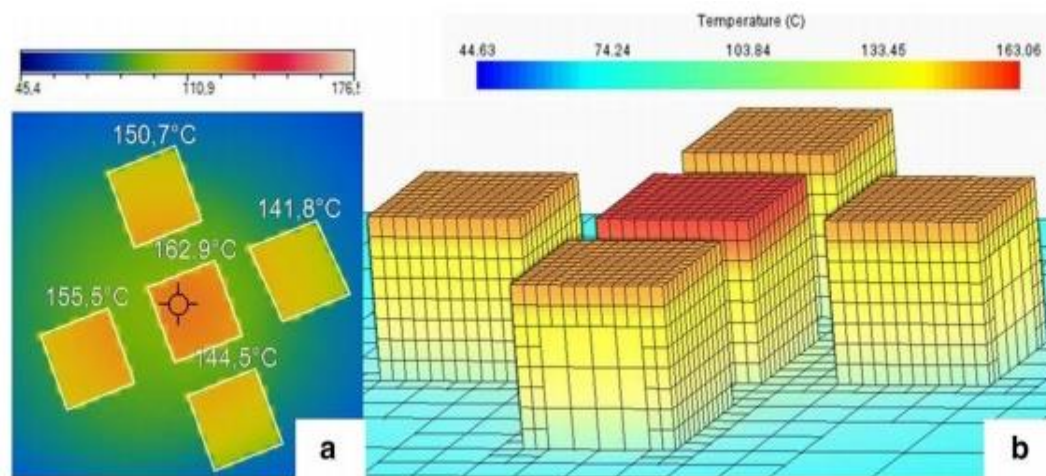 45,4 110,9 176,5
150,7°C
141,8°C
162,9°C
155,5°C
144,5°C
a
Temperature (C)
44.63 74.24 103.84 133.45 163.06
b